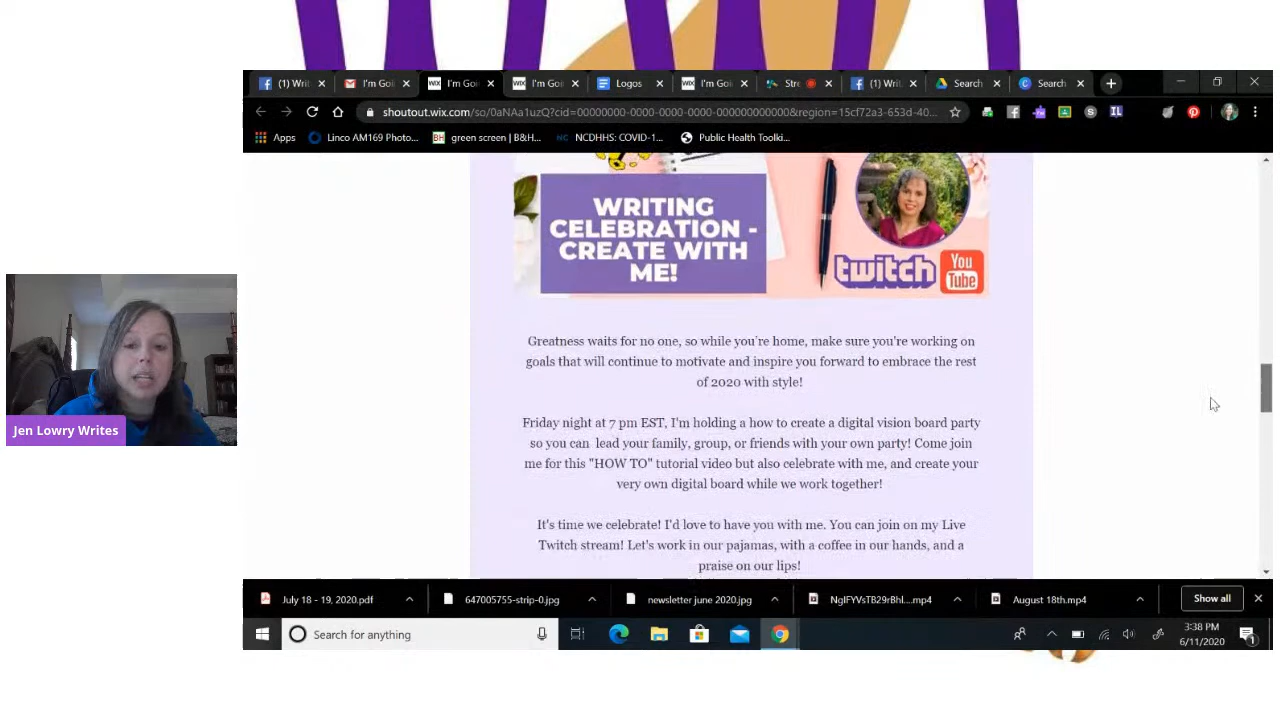 (1) Writ
I'm Goi
I'm Goi
I'm Goi
Logos
I'm Goi
Stre
(1) Writ
Search
Search
shoutout.wix.com/so/0aNAa1uzQ?cid=00000000-0000-0000-0000-000000000000&region=15cf72a3-653d-40...
Apps
Linco AM169 Photo...
green screen | B&H...
NCDHHS: COVID-1...
Public Health Toolki...
WRITING
CELEBRATION -
CREATE WITH
ME!
twitch
You
Tube
Greatness waits for no one, so while you're home, make sure you're working on
goals that will continue to motivate and inspire you forward to embrace the rest
of 2020 with style!
Friday night at 7 pm EST, I'm holding a how to create a digital vision board party
so you can lead your family, group, or friends with your own party! Come join
me for this "HOW TO" tutorial video but also celebrate with me, and create your
very own digital board while we work together!
It's time we celebrate! I'd love to have you with me. You can join on my Live
Twitch stream! Let's work in our pajamas, with a coffee in our hands, and a
praise on our lips!
Jen Lowry Writes
July 18 - 19, 2020.pdf
647005755-strip-0.jpg
newsletter june 2020.jpg
August 18th.mp4
Show all
Search for anything
3:38 PM
6/11/2020